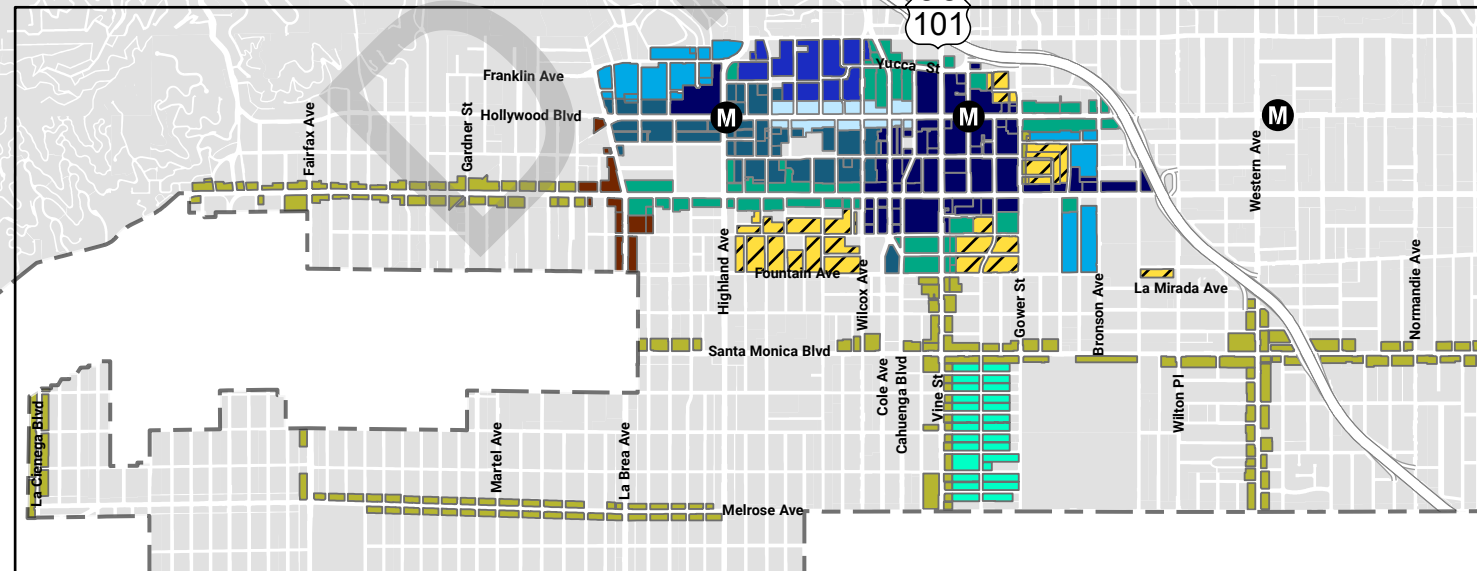 101
Yucca St
Franklin Ave
Hollywood Blvd
M
M
M
Fairfax Ave
Gardner St
Western Ave
Highland Ave
Fountain Ave
Wilcox Ave
Gower St
Bronson Ave
La Mirada Ave
Normandie Ave
Santa Monica Blvd
Cole Ave
Cahuenga Blvd
Vine St
Wilton Pl
La Cienega Blvd
Martel Ave
La Brea Ave
Melrose Ave